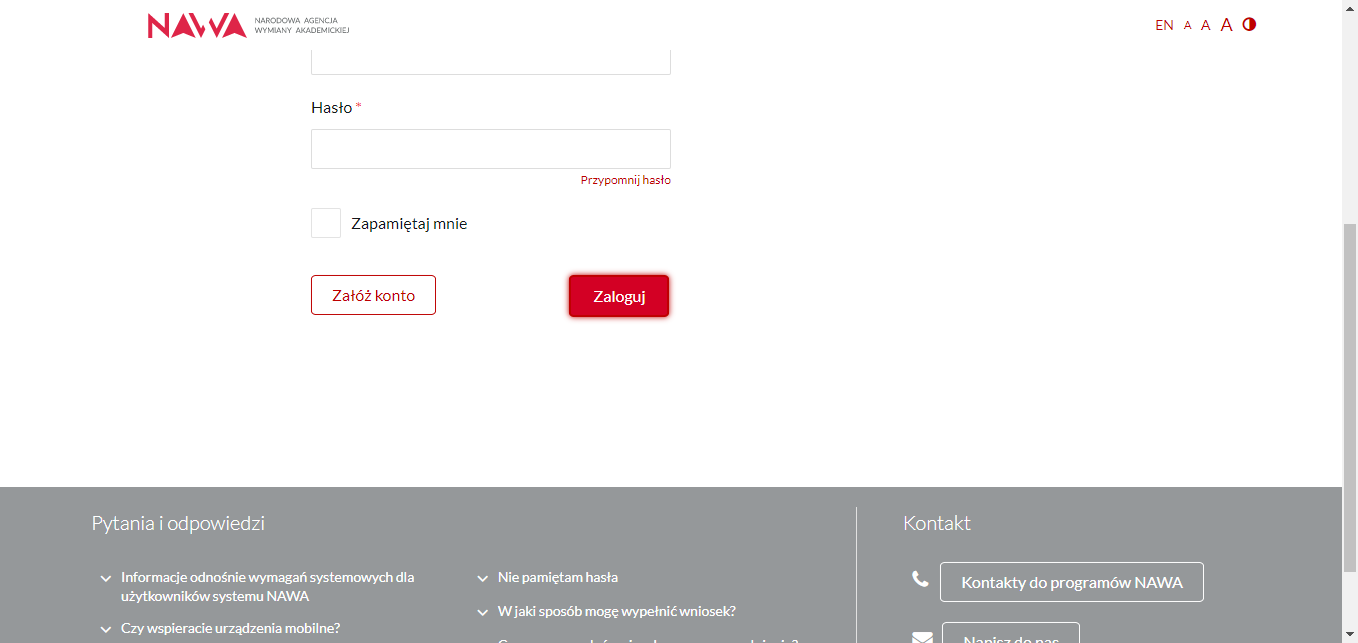 NAWA
NARODOWA AGENCJA
WYMIANY AKADEMICKIEJ
EN A A A
Hasło *
Przypomnij hasło
Zapamiętaj mnie
Załóż konto
Zaloguj
Pytania i odpowiedzi
Informacje odnośnie wymagań systemowych dla
użytkowników systemu NAWA
Czy wspieracie urządzenia mobilne?
Nie pamiętam hasła
W jaki sposób mogę wypełnić wniosek?
Kontakt
Kontakty do programów NAWA
Napisz do nas